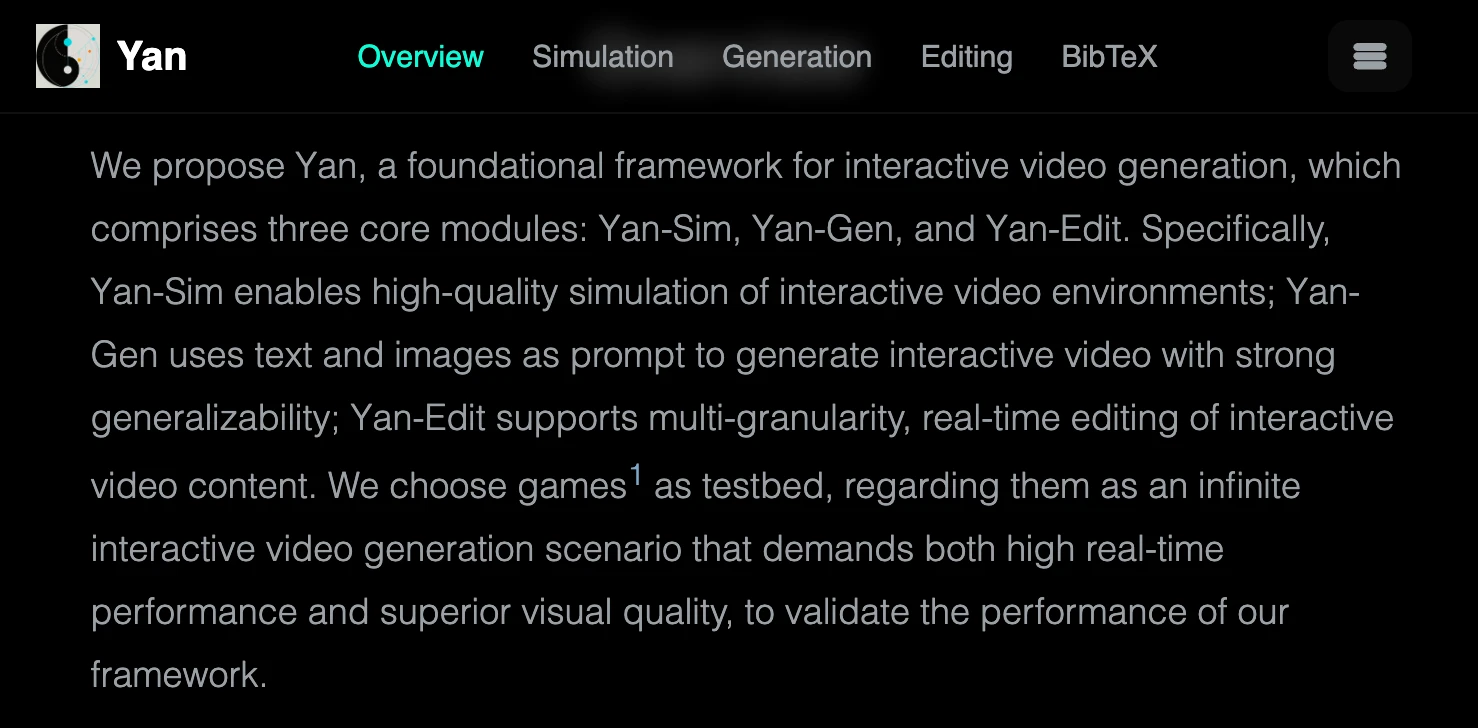 Yan
Overview Simulation Generation Editing BibTeX
We propose Yan, a foundational framework for interactive video generation, which
comprises three core modules: Yan-Sim, Yan-Gen, and Yan-Edit. Specifically,
Yan-Sim enables high-quality simulation of interactive video environments; Yan-
Gen uses text and images as prompt to generate interactive video with strong
generalizability; Yan-Edit supports multi-granularity, real-time editing of interactive
video content. We choose games¹ as testbed, regarding them as an infinite
interactive video generation scenario that demands both high real-time
performance and superior visual quality, to validate the performance of our
framework.